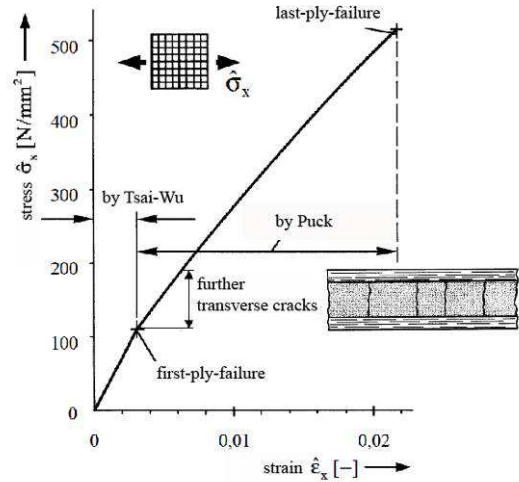 last-ply-failure
500
σ̂x
400
stress σ̂x [N/mm²]
300
by Tsai-Wu
by Puck
200
further
transverse cracks
100
first-ply-failure
0
0
0,01
0,02
strain ε̂x [–]